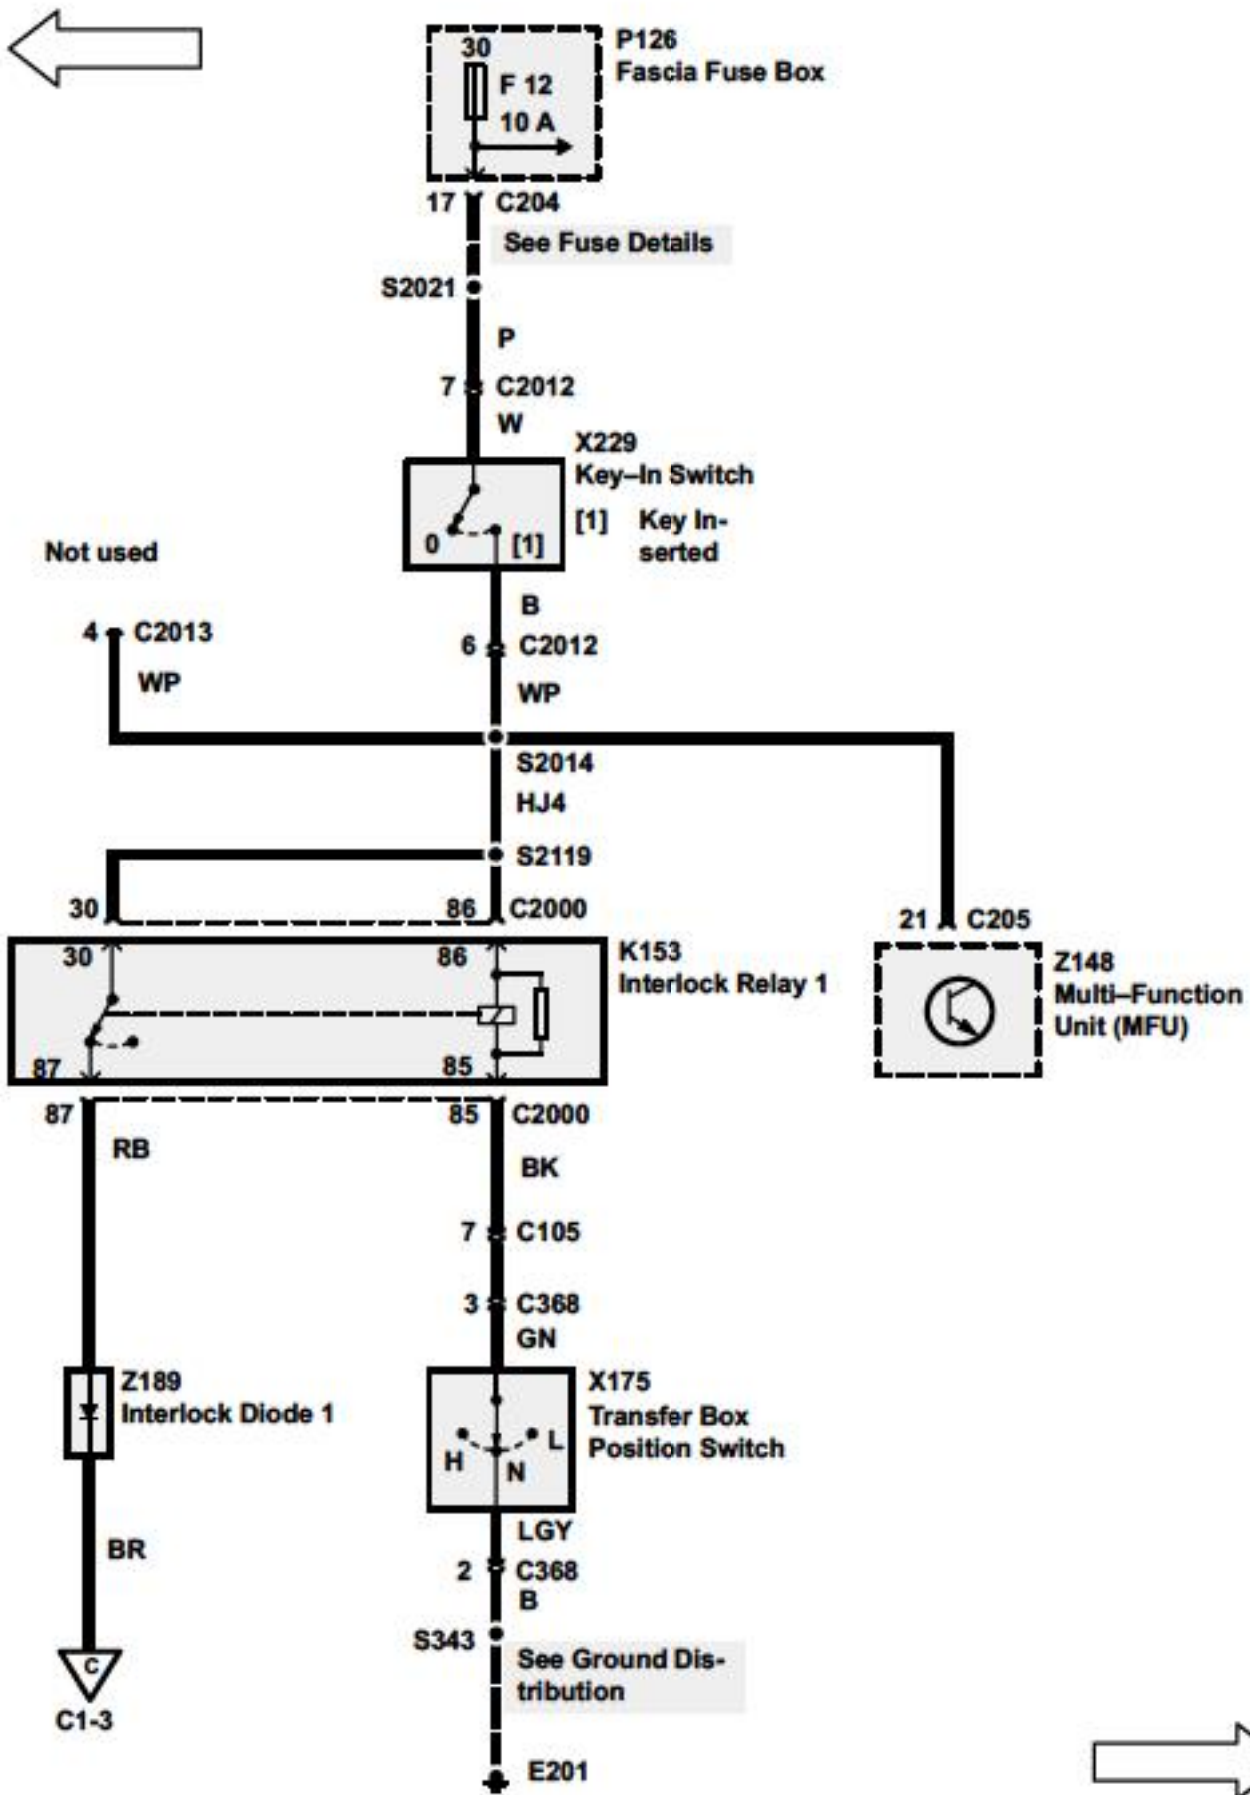 P126
Fascia Fuse Box
30
F 12
10 A
17 C204
See Fuse Details
S2021
P
7 C2012
W
X229
Key–In Switch
[1] Key In-
serted
0 [1]
Not used
B
4 C2013
6 C2012
WP
WP
S2014
HJ4
S2119
30 86 C2000
21 C205
30 86
K153
Interlock Relay 1
Z148
Multi–Function
Unit (MFU)
87 85
87 85 C2000
RB
BK
7 C105
3 C368
GN
Z189
Interlock Diode 1
X175
Transfer Box
Position Switch
H N L
LGY
BR
2 C368
B
S343
See Ground Dis-
tribution
C
C1-3
E201